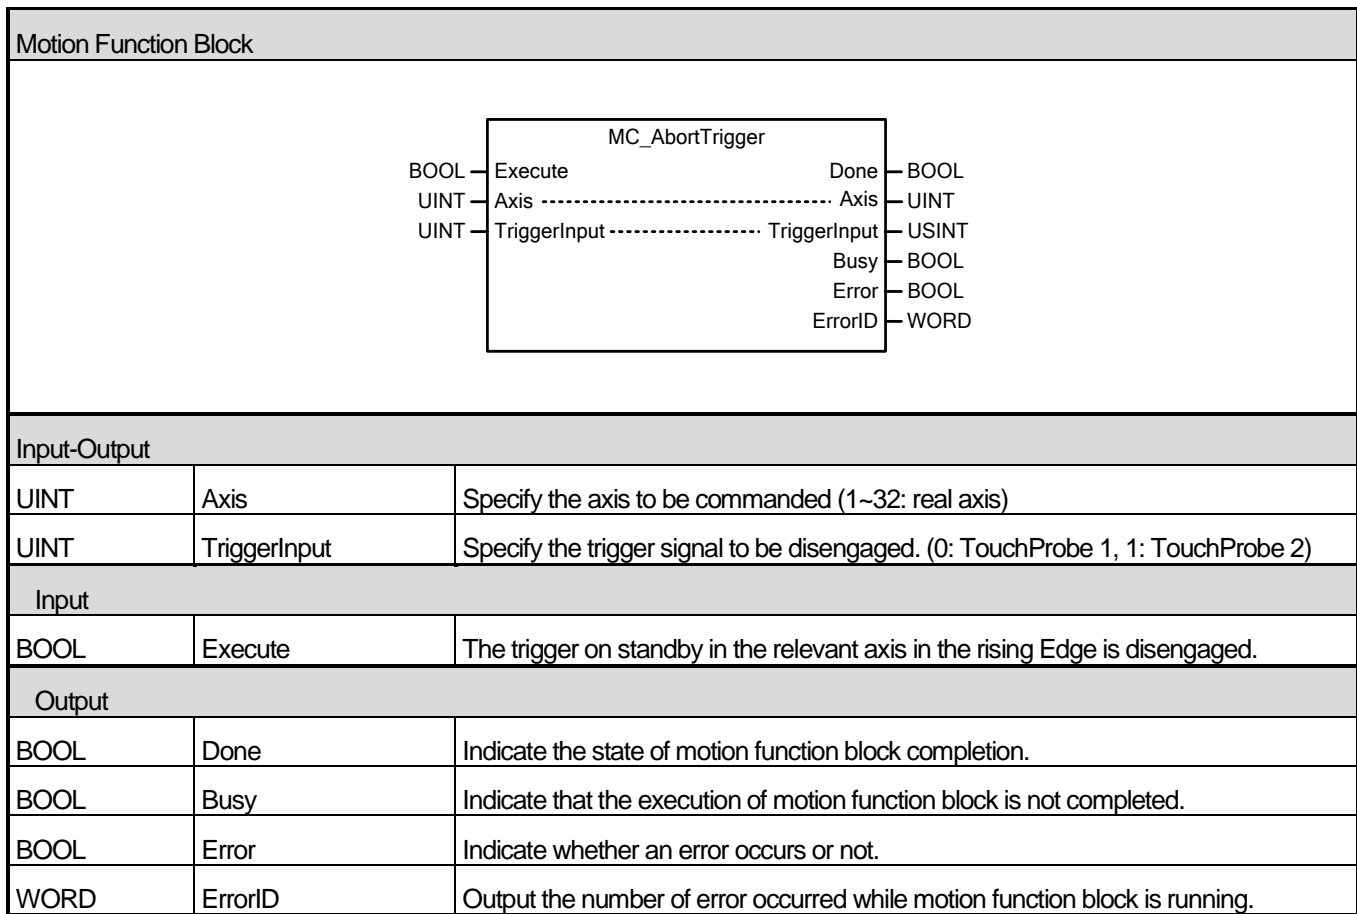 Motion Function Block
MC_AbortTrigger
BOOL Execute Done BOOL
UINT Axis Axis UINT
UINT TriggerInput TriggerInput USINT
Busy BOOL
Error BOOL
ErrorID WORD
Input-Output
UINT Axis Specify the axis to be commanded (1~32: real axis)
UINT TriggerInput Specify the trigger signal to be disengaged. (0: TouchProbe 1, 1: TouchProbe 2)
Input
BOOL Execute The trigger on standby in the relevant axis in the rising Edge is disengaged.
Output
BOOL Done Indicate the state of motion function block completion.
BOOL Busy Indicate that the execution of motion function block is not completed.
BOOL Error Indicate whether an error occurs or not.
WORD ErrorID Output the number of error occurred while motion function block is running.